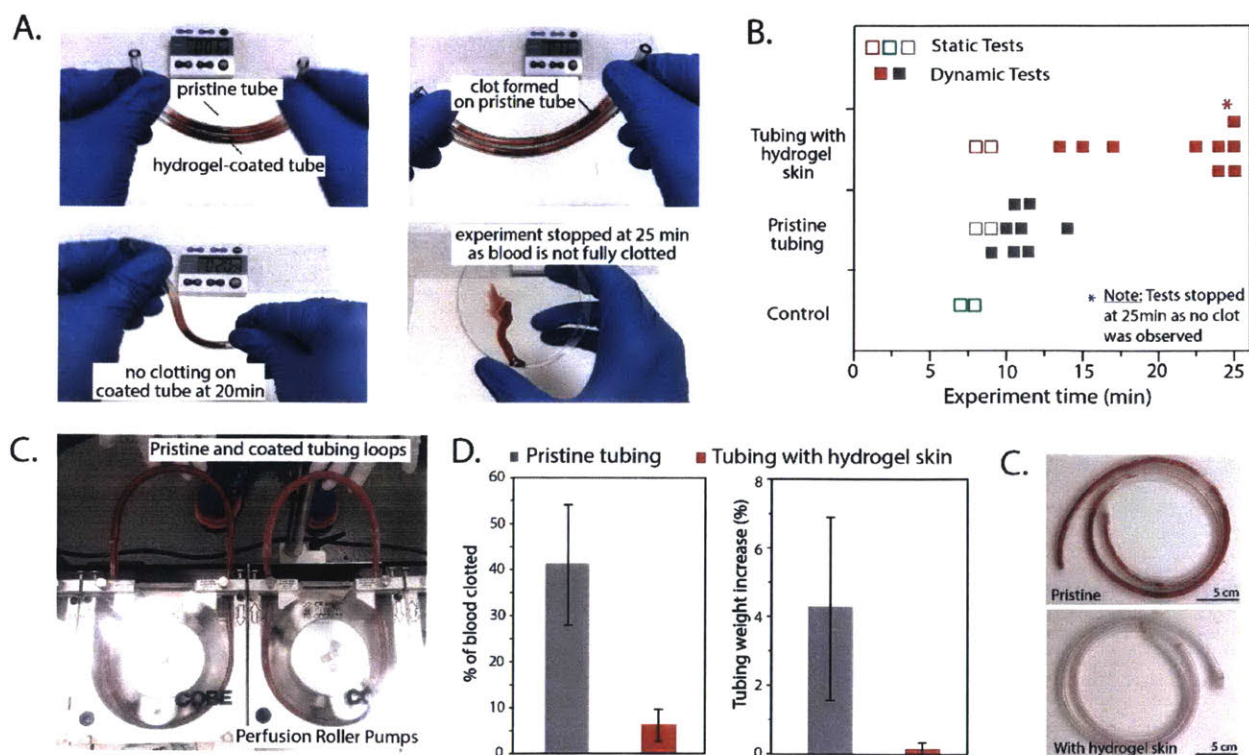 A.
pristine tube
hydrogel-coated tube
clot formed
on pristine tube
no clotting on
coated tube at 20min
experiment stopped at 25 min
as blood is not fully clotted
B.
Static Tests
Dynamic Tests
Tubing with
hydrogel
skin
Pristine
tubing
Control
*
* Note: Tests stopped
at 25min as no clot
was observed
0 5 10 15 20 25
Experiment time (min)
C.
Pristine and coated tubing loops
COBE
Perfusion Roller Pumps
D.
Pristine tubing
Tubing with hydrogel skin
% of blood clotted
60
50
40
30
20
10
0
Tubing weight increase (%)
8
6
4
2
0
C.
Pristine
5 cm
With hydrogel skin
5 cm